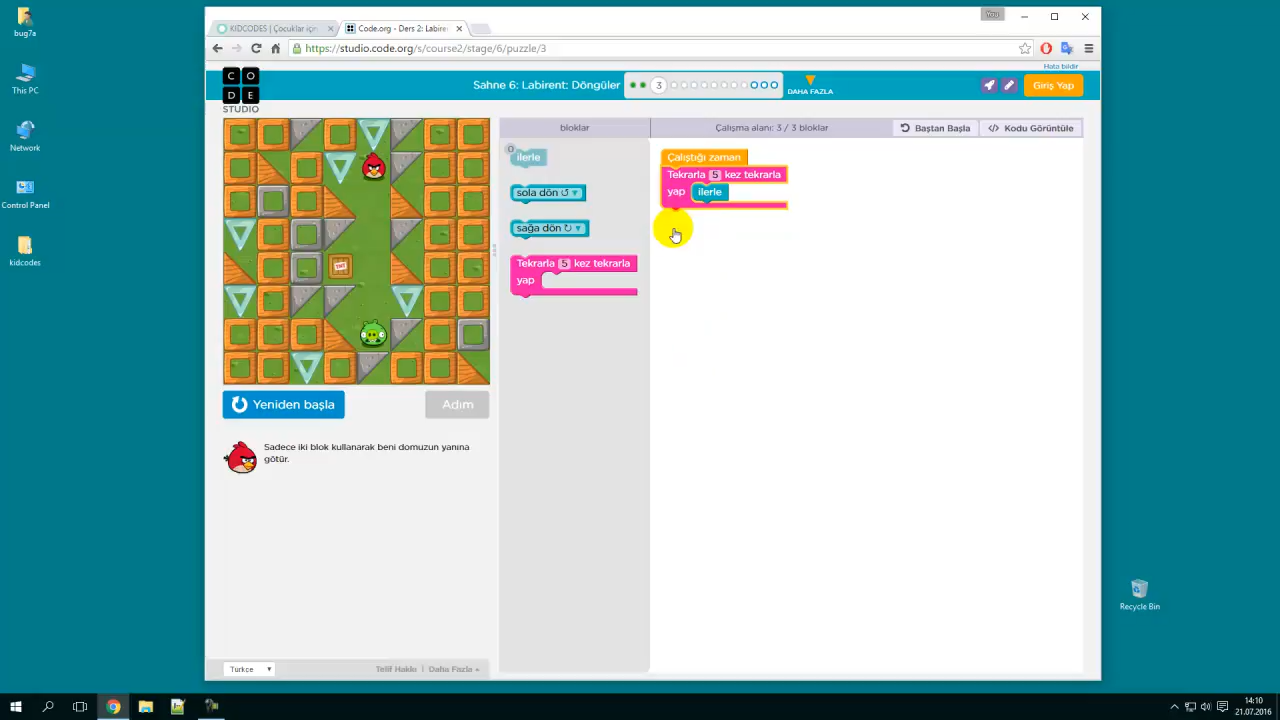 bug7a
This PC
Network
Control Panel
kidcodes
Recycle Bin
KIDCODES | Çocuklar için
Code.org - Ders 2: Labiren
https://studio.code.org/s/course2/stage/6/puzzle/3
Hata bildir
C O
D E
STUDIO
Sahne 6: Labirent: Döngüler
3
DAHA FAZLA
Giriş Yap
bloklar
Çalışma alanı: 3 / 3 bloklar
Baştan Başla
</> Kodu Görüntüle
0
ilerle
sola dön ↺
sağa dön ↻
Tekrarla 5 kez tekrarla
yap
Çalıştığı zaman
Tekrarla 5 kez tekrarla
yap ilerle
TNT
Yeniden başla
Adım
Sadece iki blok kullanarak beni domuzun yanına
götür.
Türkçe
Telif Hakkı | Daha Fazla
14:10
21.07.2016